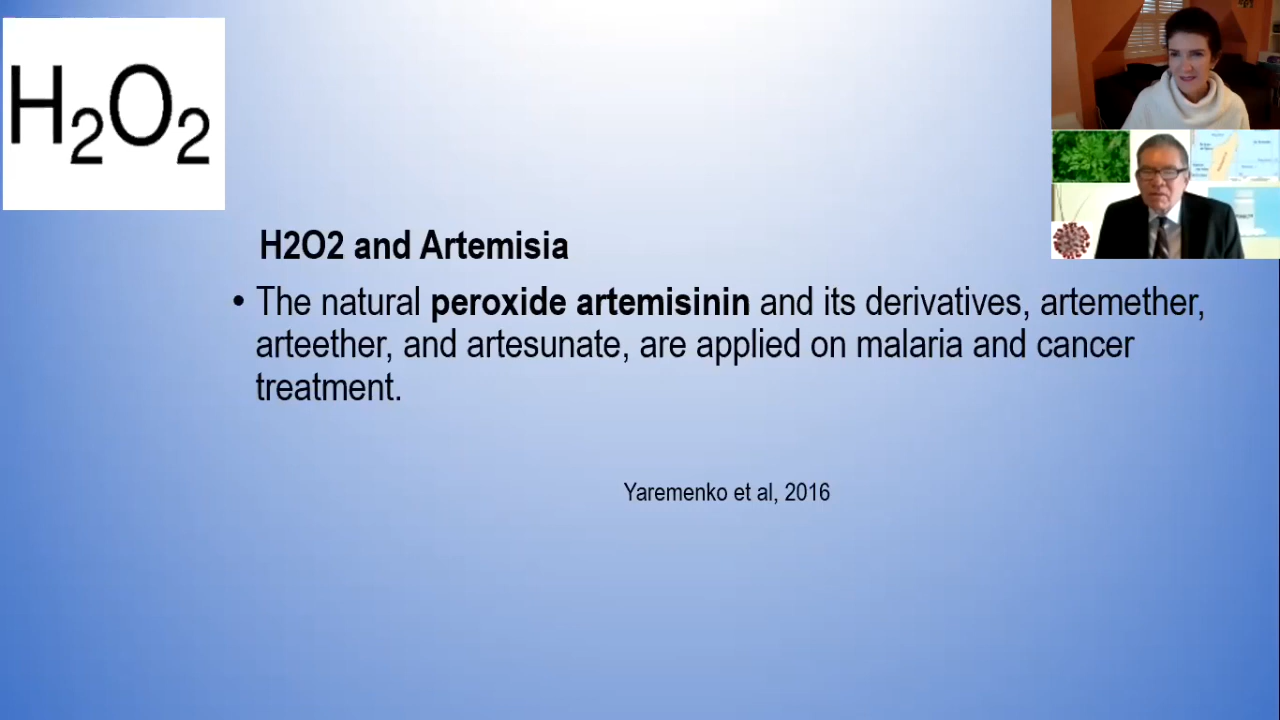 H2O2
H2O2 and Artemisia
• The natural peroxide artemisinin and its derivatives, artemether,
arteether, and artesunate, are applied on malaria and cancer
treatment.
Yaremenko et al, 2016